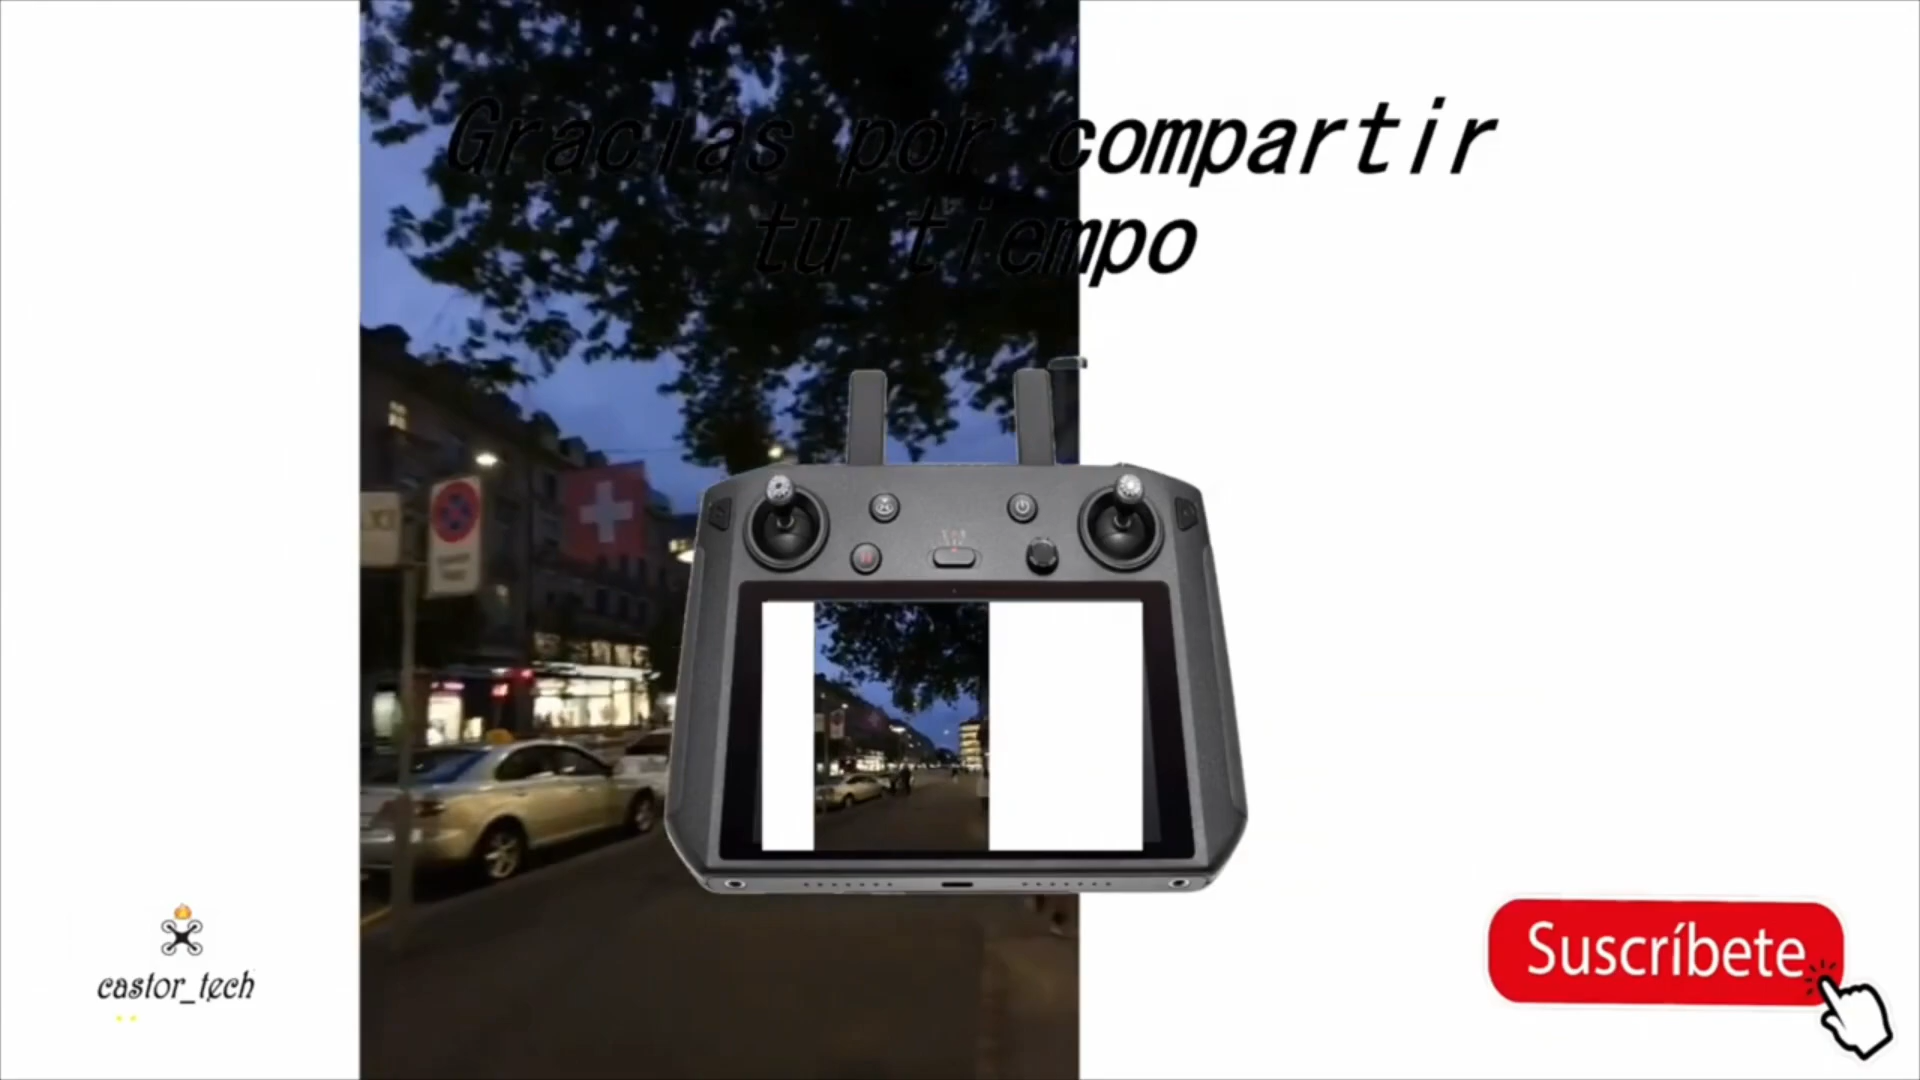 Gracias por compartir
tu tiempo
castor_tech
Suscríbete